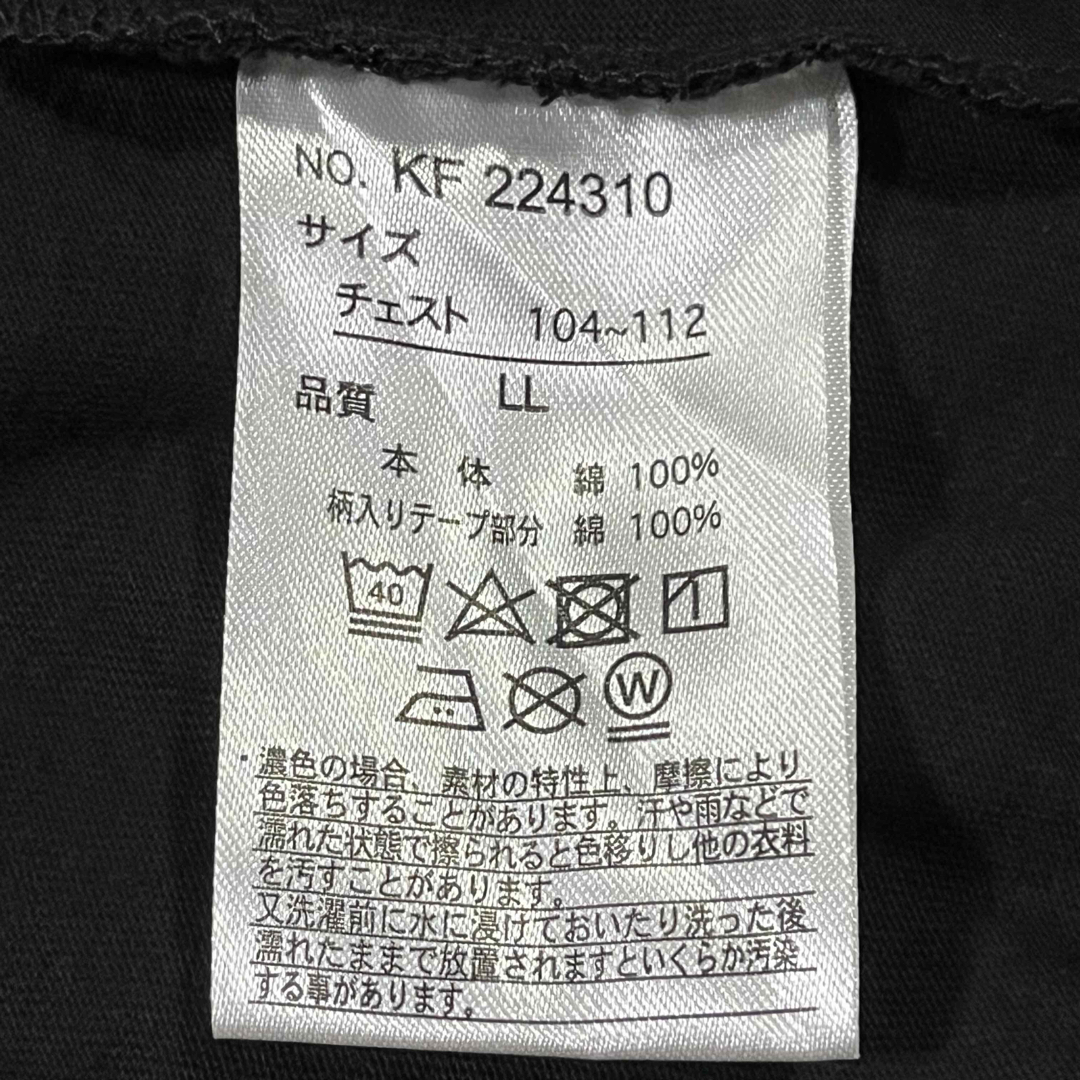 NO. KF 224310
サイズ
チェスト 104~112
品質 LL
本体 綿 100%
柄入りテープ部分 綿 100%
40
W
・濃色の場合、素材の特性上、摩擦により
色落ちすることがあります。汗や雨などで
濡れた状態で擦られると色移りし他の衣料
を汚すことがあります。
又洗濯前に水に浸けておいたり洗った後
濡れたままで放置されますといくらか汚染
する事があります。